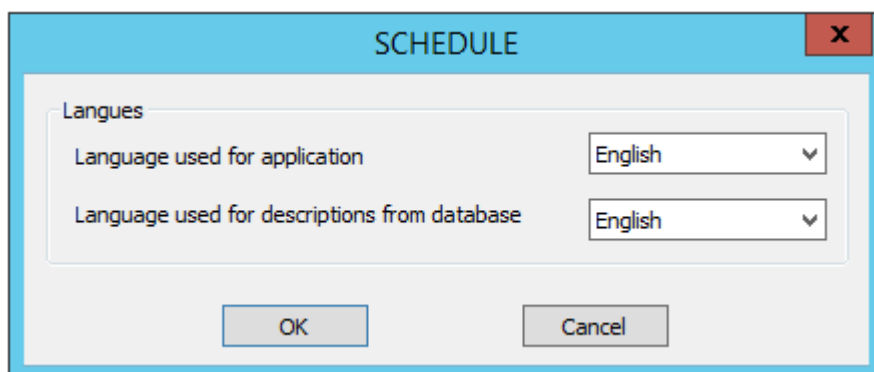 SCHEDULE
x
Langues
Language used for application English
Language used for descriptions from database English
OK Cancel